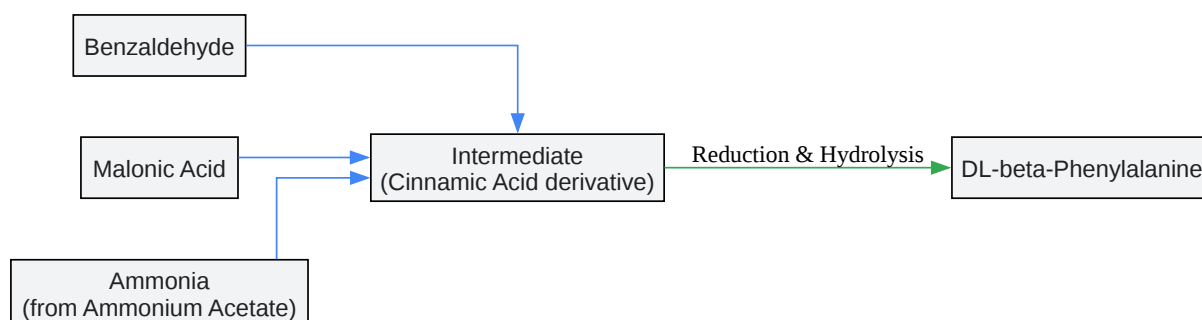 Benzaldehyde
Malonic Acid
Intermediate
(Cinnamic Acid derivative)
Reduction & Hydrolysis
DL-beta-Phenylalanine
Ammonia
(from Ammonium Acetate)